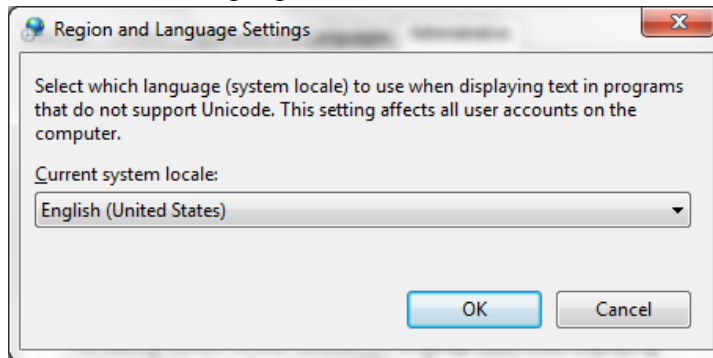 Region and Language Settings
Select which language (system locale) to use when displaying text in programs
that do not support Unicode. This setting affects all user accounts on the
computer.
Current system locale:
English (United States)
OK
Cancel